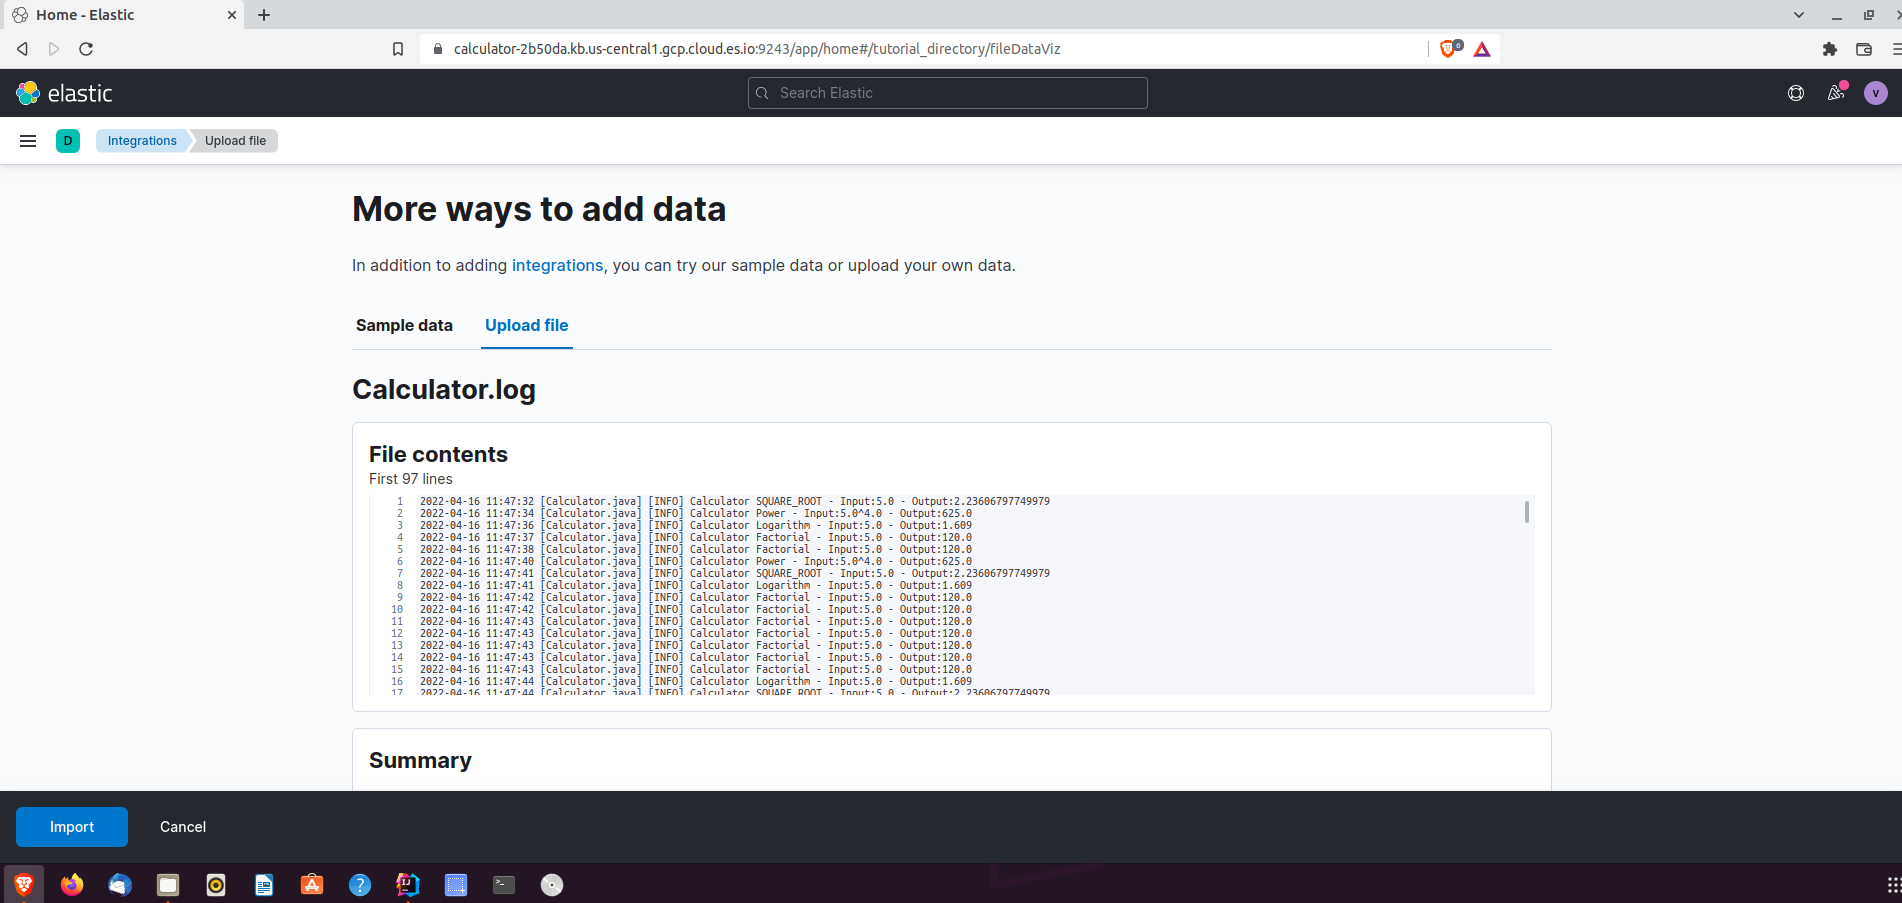 Home - Elastic
calculator-2b50da.kb.us-central1.gcp.cloud.es.io:9243/app/home#/tutorial_directory/fileDataViz
6
elastic
Search Elastic
v
D
Integrations
Upload file
More ways to add data
In addition to adding integrations, you can try our sample data or upload your own data.
Sample data
Upload file
Calculator.log
File contents
First 97 lines
1 2022-04-16 11:47:32 [Calculator.java] [INFO] Calculator SQUARE_ROOT - Input:5.0 - Output:2.23606797749979
2 2022-04-16 11:47:34 [Calculator.java] [INFO] Calculator Power - Input:5.0^4.0 - Output:625.0
3 2022-04-16 11:47:36 [Calculator.java] [INFO] Calculator Logarithm - Input:5.0 - Output:1.609
4 2022-04-16 11:47:37 [Calculator.java] [INFO] Calculator Factorial - Input:5.0 - Output:120.0
5 2022-04-16 11:47:38 [Calculator.java] [INFO] Calculator Factorial - Input:5.0 - Output:120.0
6 2022-04-16 11:47:40 [Calculator.java] [INFO] Calculator Power - Input:5.0^4.0 - Output:625.0
7 2022-04-16 11:47:41 [Calculator.java] [INFO] Calculator SQUARE_ROOT - Input:5.0 - Output:2.23606797749979
8 2022-04-16 11:47:41 [Calculator.java] [INFO] Calculator Logarithm - Input:5.0 - Output:1.609
9 2022-04-16 11:47:42 [Calculator.java] [INFO] Calculator Factorial - Input:5.0 - Output:120.0
10 2022-04-16 11:47:42 [Calculator.java] [INFO] Calculator Factorial - Input:5.0 - Output:120.0
11 2022-04-16 11:47:43 [Calculator.java] [INFO] Calculator Factorial - Input:5.0 - Output:120.0
12 2022-04-16 11:47:43 [Calculator.java] [INFO] Calculator Factorial - Input:5.0 - Output:120.0
13 2022-04-16 11:47:43 [Calculator.java] [INFO] Calculator Factorial - Input:5.0 - Output:120.0
14 2022-04-16 11:47:43 [Calculator.java] [INFO] Calculator Factorial - Input:5.0 - Output:120.0
15 2022-04-16 11:47:43 [Calculator.java] [INFO] Calculator Factorial - Input:5.0 - Output:120.0
16 2022-04-16 11:47:44 [Calculator.java] [INFO] Calculator Logarithm - Input:5.0 - Output:1.609
17 2022-04-16 11:47:44 [Calculator.java] [INFO] Calculator SQUARE_ROOT - Input:5.0 - Output:2.23606797749979
Summary
Import
Cancel